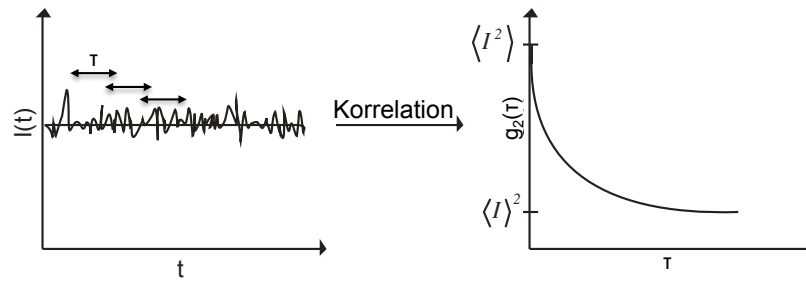 I(t)
τ
t
Korrelation
⟨I²⟩
g₂(τ)
⟨I⟩²
τ